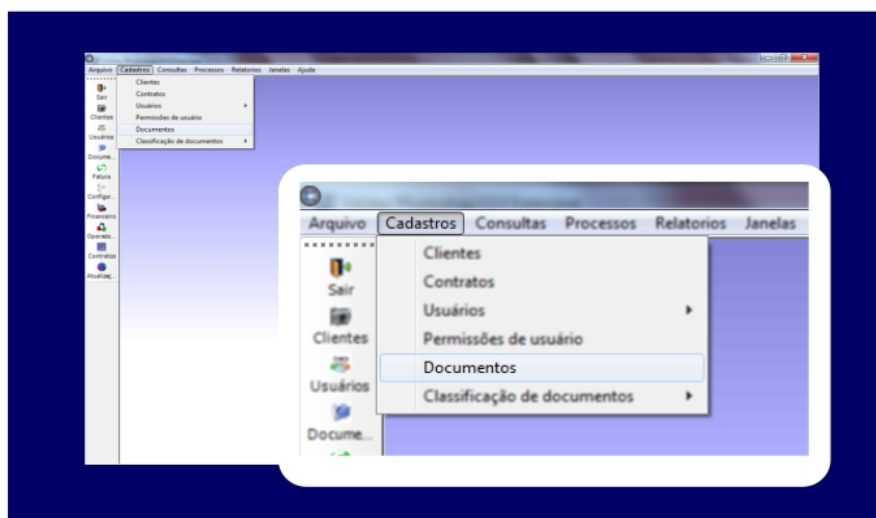 Arquivo Cadastros Consultas Processos Relatorios Janelas Ajuda
Clientes
Contratos
Usuários
Permissões de usuário
Documentos
Classificação de documentos
Sair
Clientes
Usuários
Docume...
Fatura
Configur...
Financeiro
Operado...
Contratos
Atualizaç...
Arquivo Cadastros Consultas Processos Relatorios Janelas
Clientes
Contratos
Usuários
Permissões de usuário
Documentos
Classificação de documentos
Sair
Clientes
Usuários
Docume...